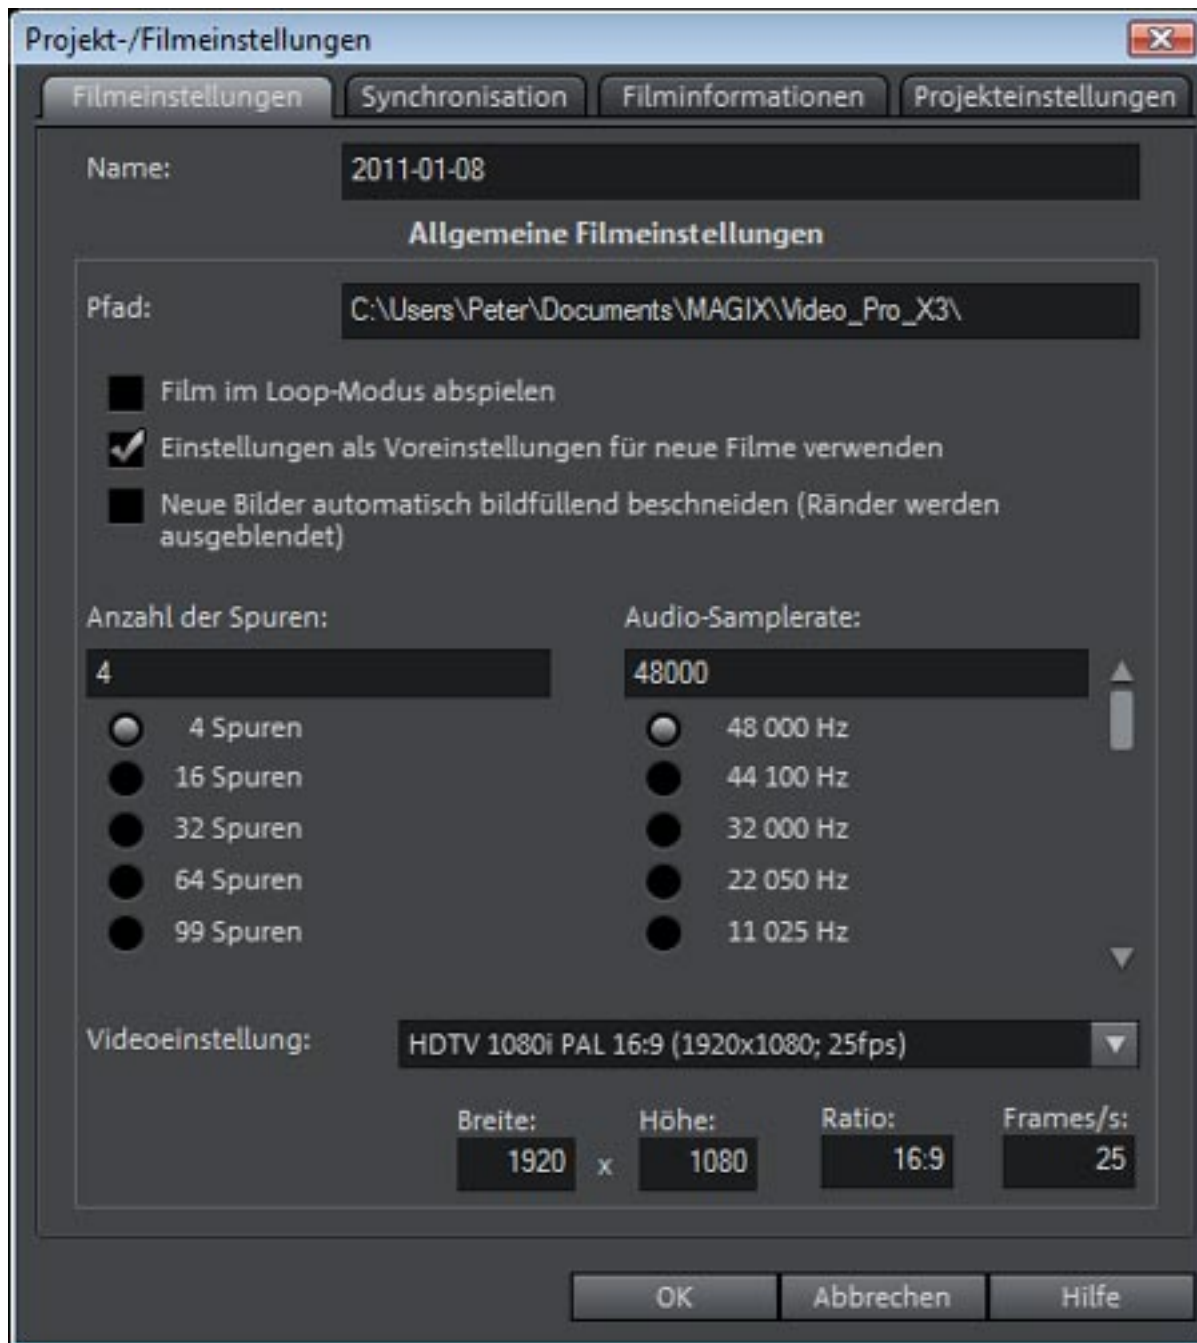 Projekt-/Filmeinstellungen
Filmeinstellungen Synchronisation Filminformationen Projekteinstellungen
Name: 2011-01-08
Allgemeine Filmeinstellungen
Pfad: C:\Users\Peter\Documents\MAGIX\Video_Pro_X3\
Film im Loop-Modus abspielen
Einstellungen als Voreinstellungen für neue Filme verwenden
Neue Bilder automatisch bildfüllend beschneiden (Ränder werden
ausgeblendet)
Anzahl der Spuren: Audio-Samplerate:
4 48000
4 Spuren 48 000 Hz
16 Spuren 44 100 Hz
32 Spuren 32 000 Hz
64 Spuren 22 050 Hz
99 Spuren 11 025 Hz
Videoeinstellung: HDTV 1080i PAL 16:9 (1920x1080; 25fps)
Breite: Höhe: Ratio: Frames/s:
1920 x 1080 16:9 25
OK Abbrechen Hilfe